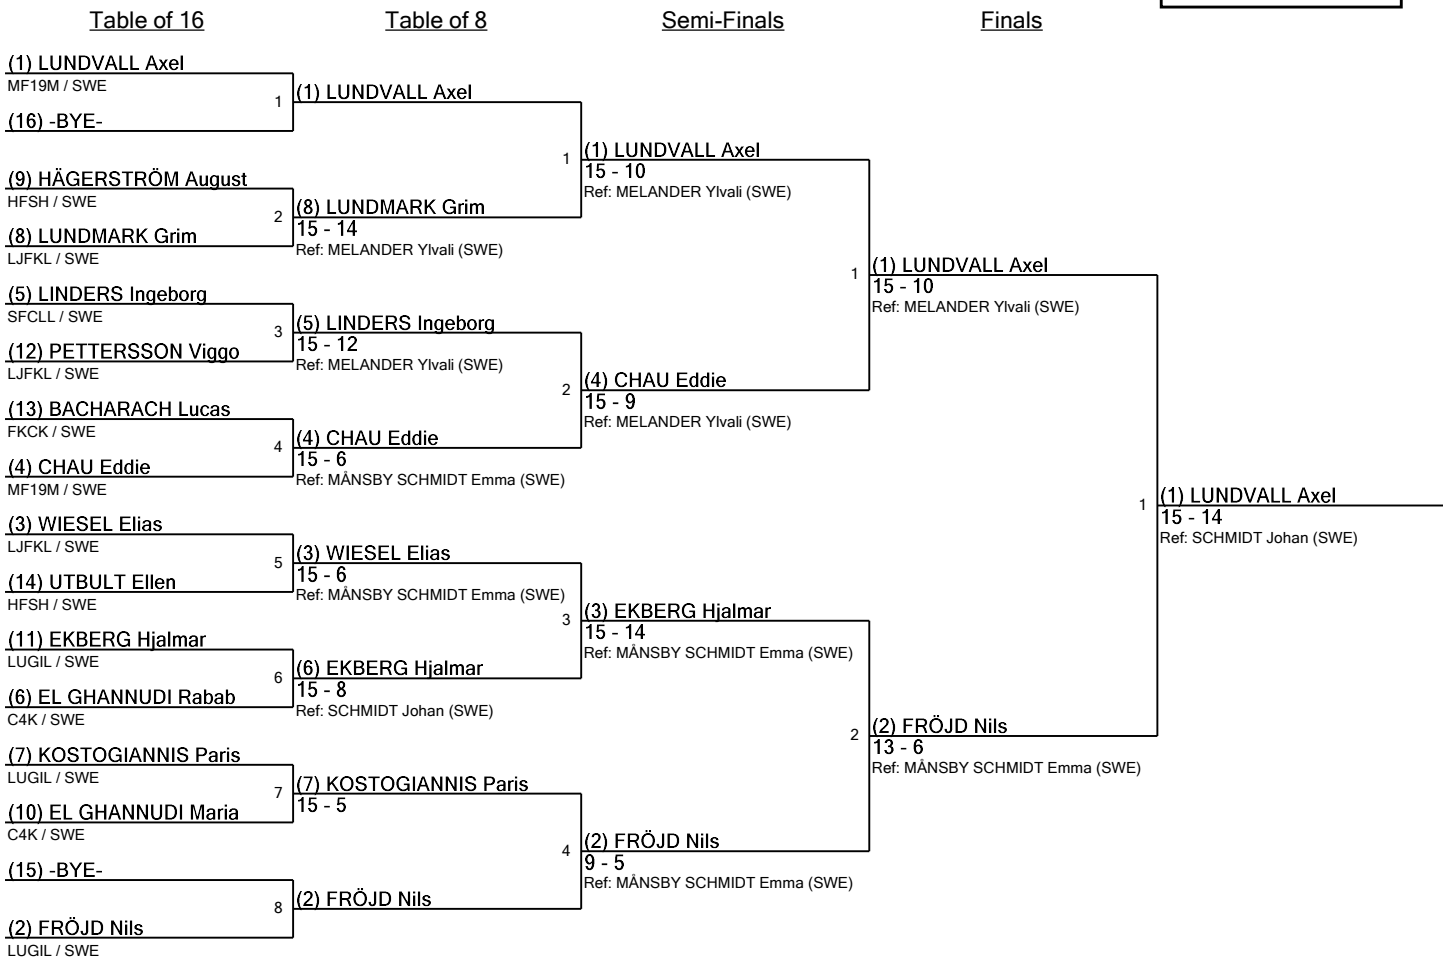 Table of 16
Table of 8
Semi-Finals
Finals
(1) LUNDVALL Axel
MF19M / SWE
1
(16) -BYE-
(9) HÄGERSTRÖM August
HFSH / SWE
2
(8) LUNDMARK Grim
LJFKL / SWE
(5) LINDERS Ingeborg
SFCLL / SWE
3
(12) PETTERSSON Viggo
LJFKL / SWE
(13) BACHARACH Lucas
FKCK / SWE
4
(4) CHAU Eddie
MF19M / SWE
(3) WIESEL Elias
LJFKL / SWE
5
(14) UTBULT Ellen
HFSH / SWE
(11) EKBERG Hjalmar
LUGIL / SWE
6
(6) EL GHANNUDI Rabab
C4K / SWE
(7) KOSTOGIANNIS Paris
LUGIL / SWE
7
(10) EL GHANNUDI Maria
C4K / SWE
(15) -BYE-
8
(2) FRÖJD Nils
LUGIL / SWE
(1) LUNDVALL Axel
1
(8) LUNDMARK Grim
15 - 14
Ref: MELANDER Ylvali (SWE)
(5) LINDERS Ingeborg
15 - 12
Ref: MELANDER Ylvali (SWE)
2
(4) CHAU Eddie
15 - 6
Ref: MÅNSBY SCHMIDT Emma (SWE)
(3) WIESEL Elias
15 - 6
Ref: MÅNSBY SCHMIDT Emma (SWE)
3
(6) EKBERG Hjalmar
15 - 8
Ref: SCHMIDT Johan (SWE)
(7) KOSTOGIANNIS Paris
15 - 5
4
(2) FRÖJD Nils
(1) LUNDVALL Axel
15 - 10
Ref: MELANDER Ylvali (SWE)
1
(4) CHAU Eddie
15 - 9
Ref: MELANDER Ylvali (SWE)
(3) EKBERG Hjalmar
15 - 14
Ref: MÅNSBY SCHMIDT Emma (SWE)
2
(2) FRÖJD Nils
9 - 5
Ref: MÅNSBY SCHMIDT Emma (SWE)
(1) LUNDVALL Axel
15 - 10
Ref: MELANDER Ylvali (SWE)
1
(2) FRÖJD Nils
13 - 6
Ref: MÅNSBY SCHMIDT Emma (SWE)
(1) LUNDVALL Axel
15 - 14
Ref: SCHMIDT Johan (SWE)